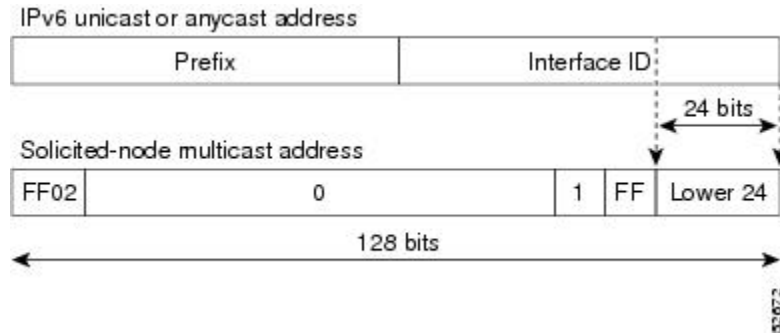 IPv6 unicast or anycast address
Prefix Interface ID
24 bits
Solicited-node multicast address
FF02 0 1 FF Lower 24
128 bits